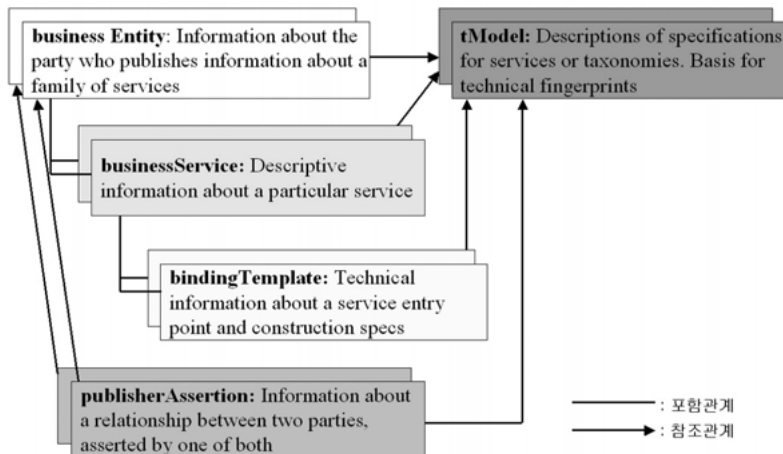 business Entity: Information about the
party who publishes information about a
family of services
tModel: Descriptions of specifications
for services or taxonomies. Basis for
technical fingerprints
businessService: Descriptive
information about a particular service
bindingTemplate: Technical
information about a service entry
point and construction specs
publisherAssertion: Information about
a relationship between two parties,
asserted by one of both
: 포함관계
: 참조관계